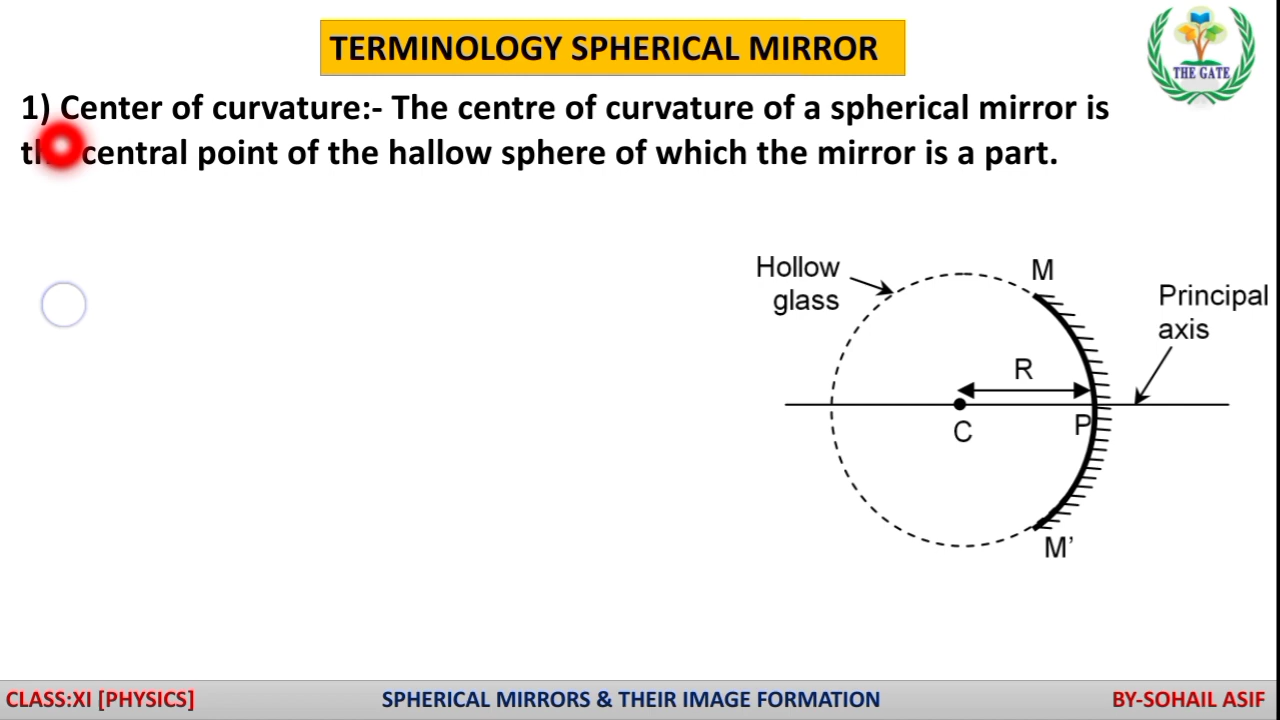 TERMINOLOGY SPHERICAL MIRROR
THE GATE
1) Center of curvature:- The centre of curvature of a spherical mirror is
central point of the hallow sphere of which the mirror is a part.
Hollow
glass
M
Principal
axis
R
C
P
M’
CLASS:XI [PHYSICS]
SPHERICAL MIRRORS & THEIR IMAGE FORMATION
BY-SOHAIL ASIF